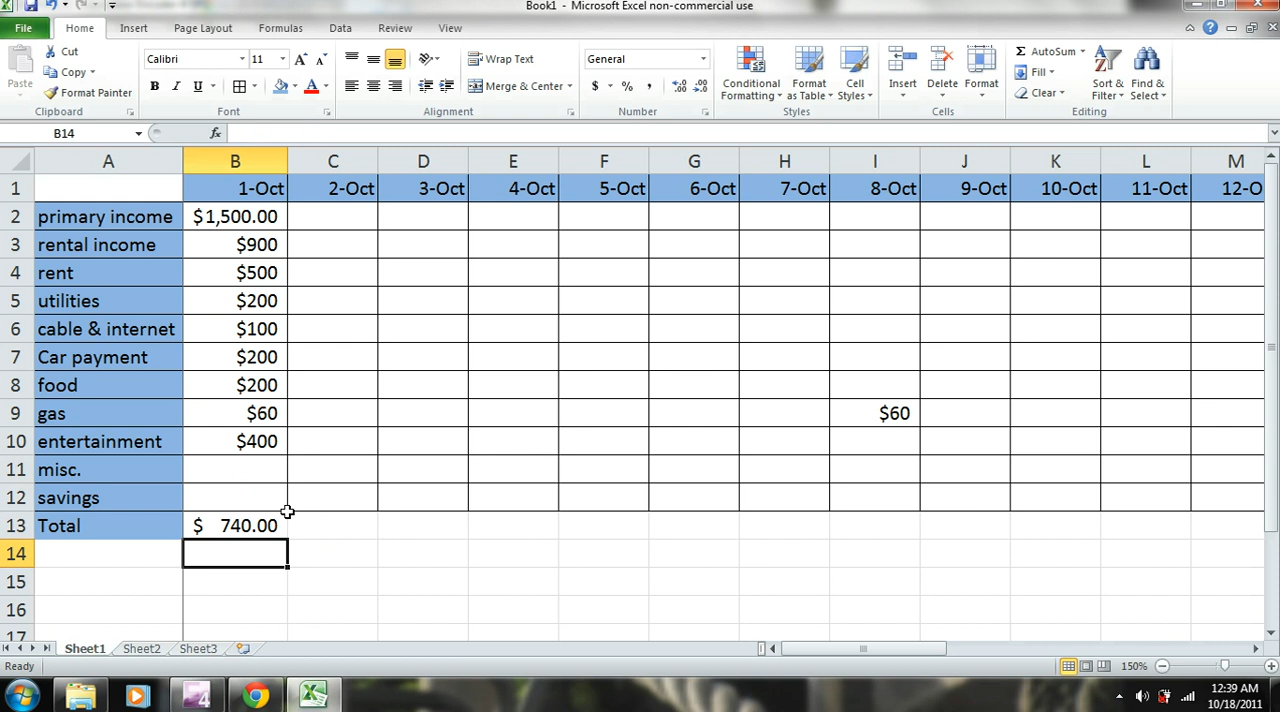 Book1 - Microsoft Excel non-commercial use
File Home Insert Page Layout Formulas Data Review View
Paste
Cut
Copy
Format Painter
Clipboard
Calibri 11
B I U
Font
Wrap Text
Merge & Center
Alignment
General
$ % ,
Number
Conditional Formatting
Format as Table
Cell Styles
Styles
Insert Delete Format
Cells
AutoSum
Fill
Clear
Sort & Filter
Find & Select
Editing
B14 fx
A B C D E F G H I J K L M
1 1-Oct 2-Oct 3-Oct 4-Oct 5-Oct 6-Oct 7-Oct 8-Oct 9-Oct 10-Oct 11-Oct 12-O
2 primary income $1,500.00
3 rental income $900
4 rent $500
5 utilities $200
6 cable & internet $100
7 Car payment $200
8 food $200
9 gas $60 $60
10 entertainment $400
11 misc.
12 savings
13 Total $ 740.00
14
15
16
17
Sheet1 Sheet2 Sheet3
Ready 150%
12:39 AM
10/18/2011